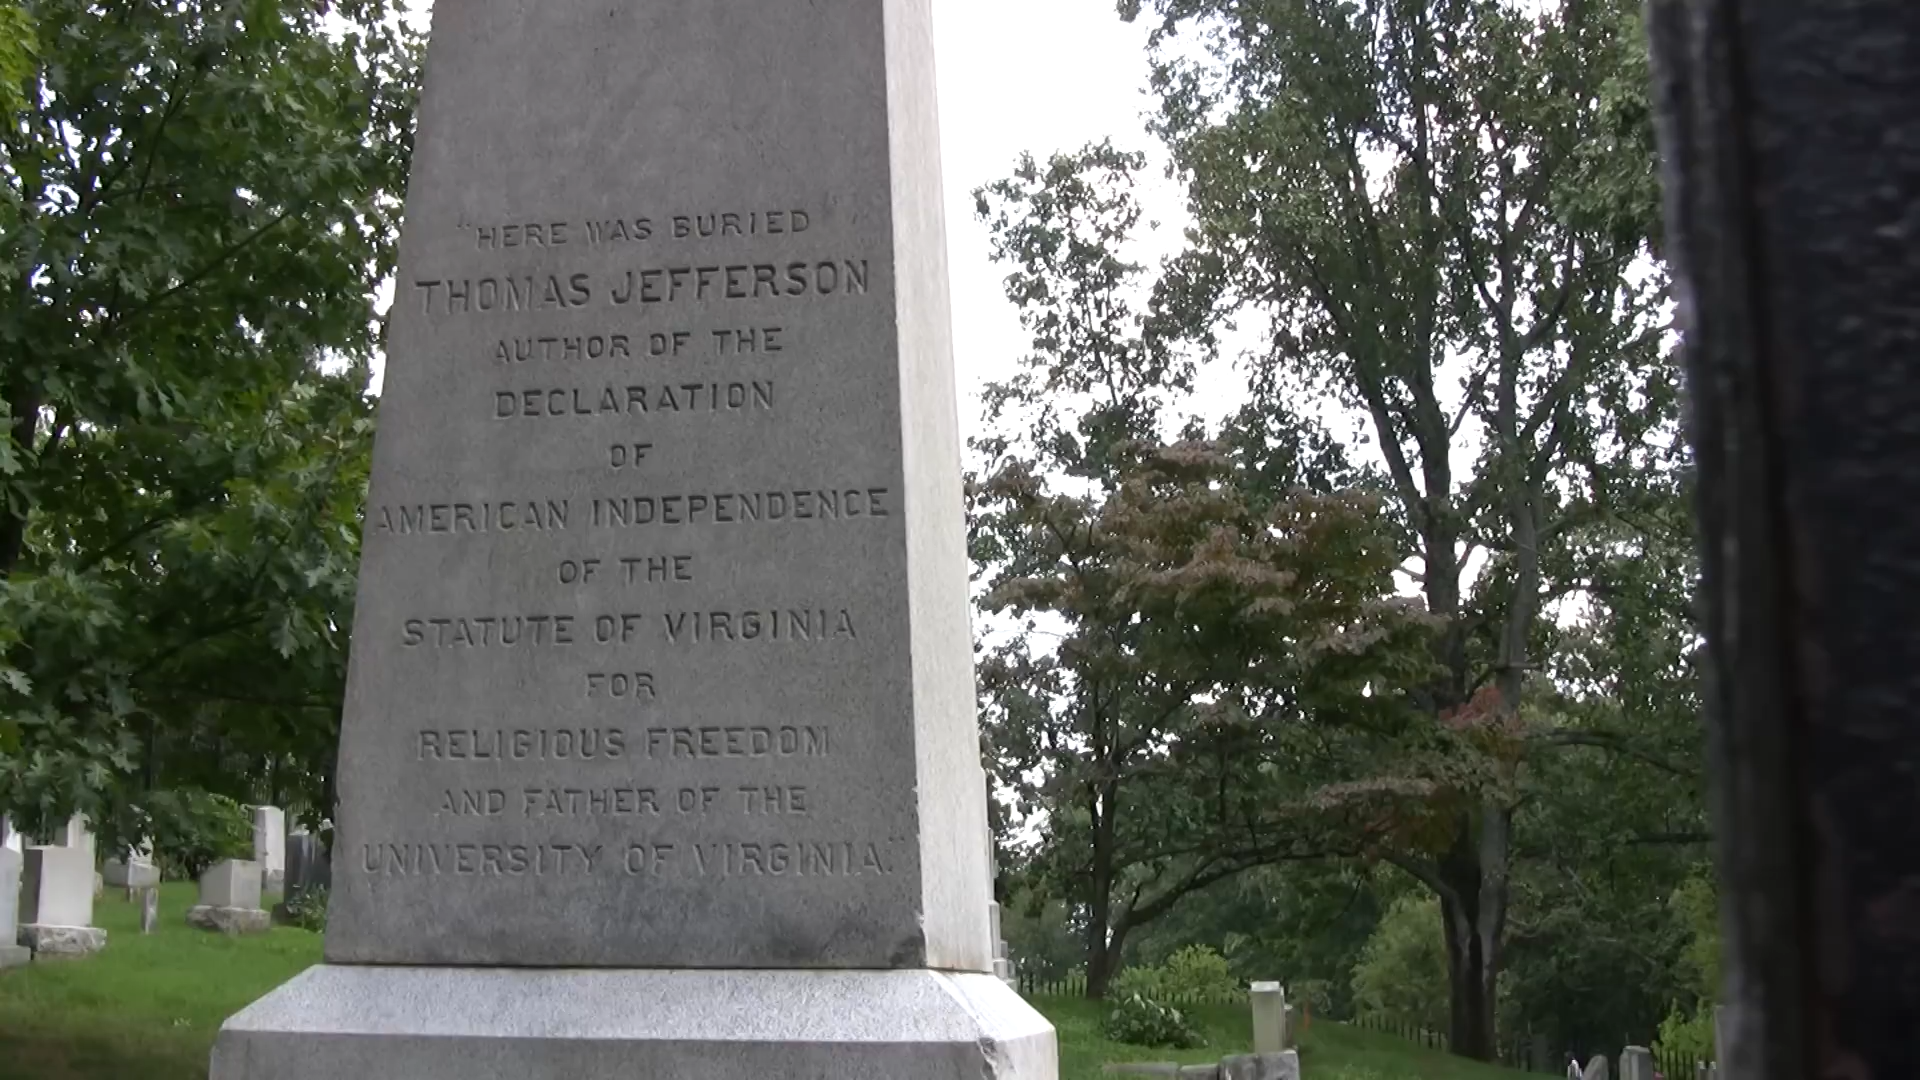 "HERE WAS BURIED
THOMAS JEFFERSON
AUTHOR OF THE
DECLARATION
OF
AMERICAN INDEPENDENCE
OF THE
STATUTE OF VIRGINIA
FOR
RELIGIOUS FREEDOM
AND FATHER OF THE
UNIVERSITY OF VIRGINIA."